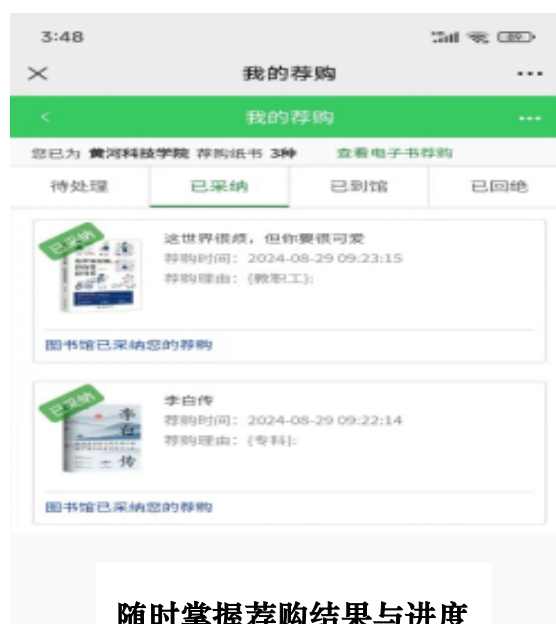 3:48
我的荐购
我的荐购
您已为 黄河科技学院 荐购纸书 3种 查看电子书荐购
待处理 已采纳 已到馆 已回绝
已采纳
这世界很烦，但你要很可爱
荐购时间：2024-08-29 09:23:15
荐购理由：{教职工}:
图书馆已采纳您的荐购
已采纳
李白传
李白传
荐购时间：2024-08-29 09:22:14
荐购理由：{专科}:
图书馆已采纳您的荐购
随时掌握荐购结果与进度